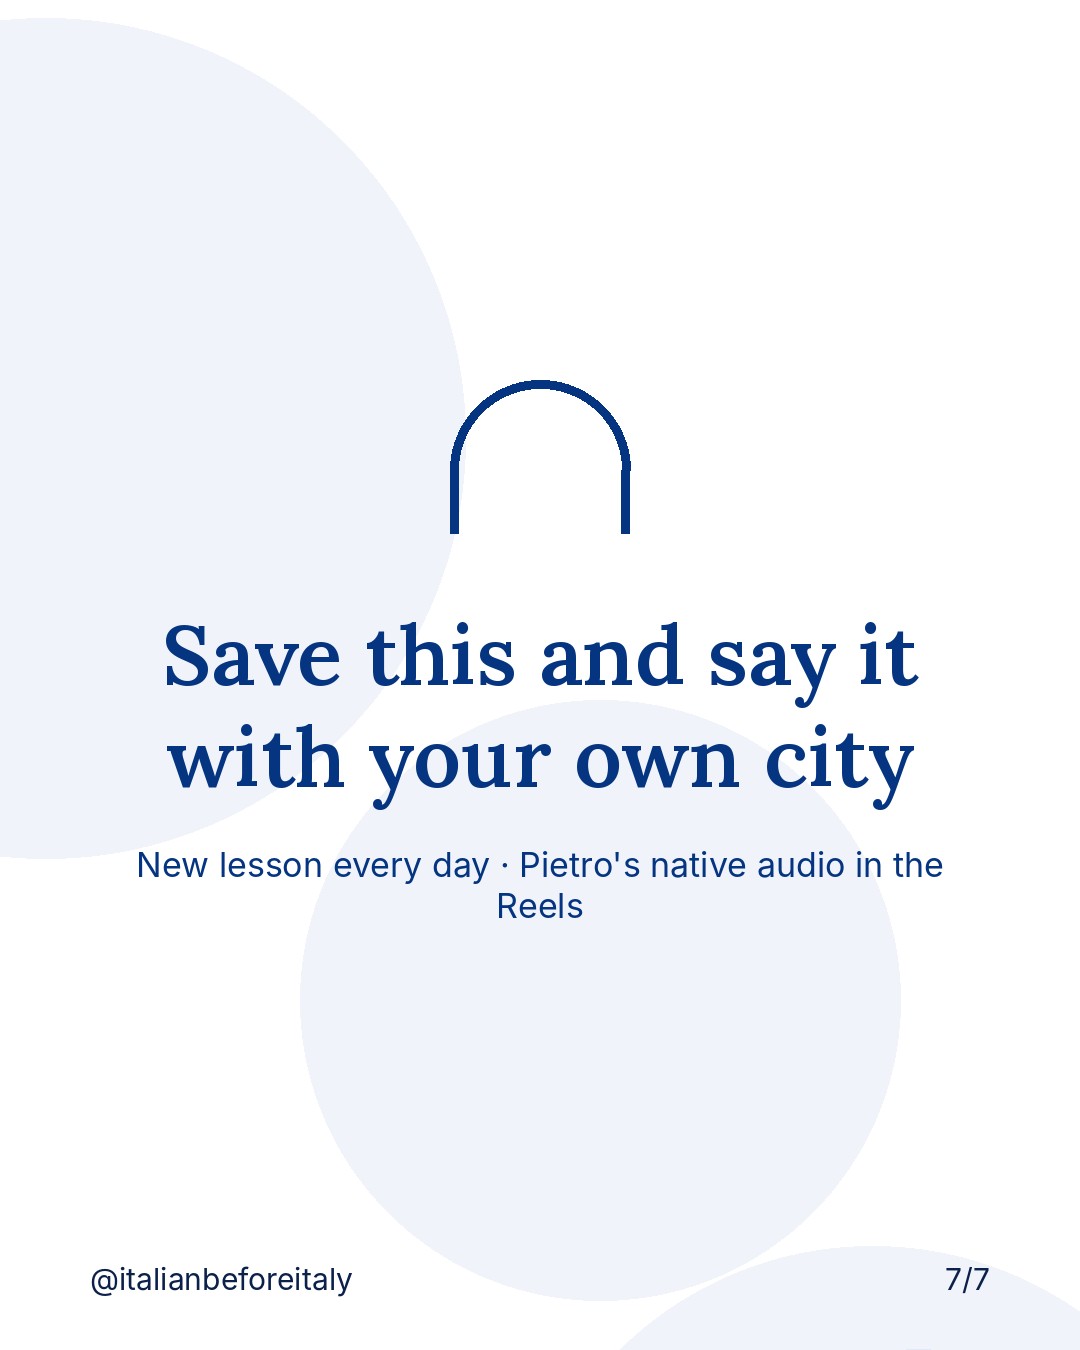 Save this and say it
with your own city
New lesson every day · Pietro's native audio in the
Reels
@italianbeforeitaly
7/7